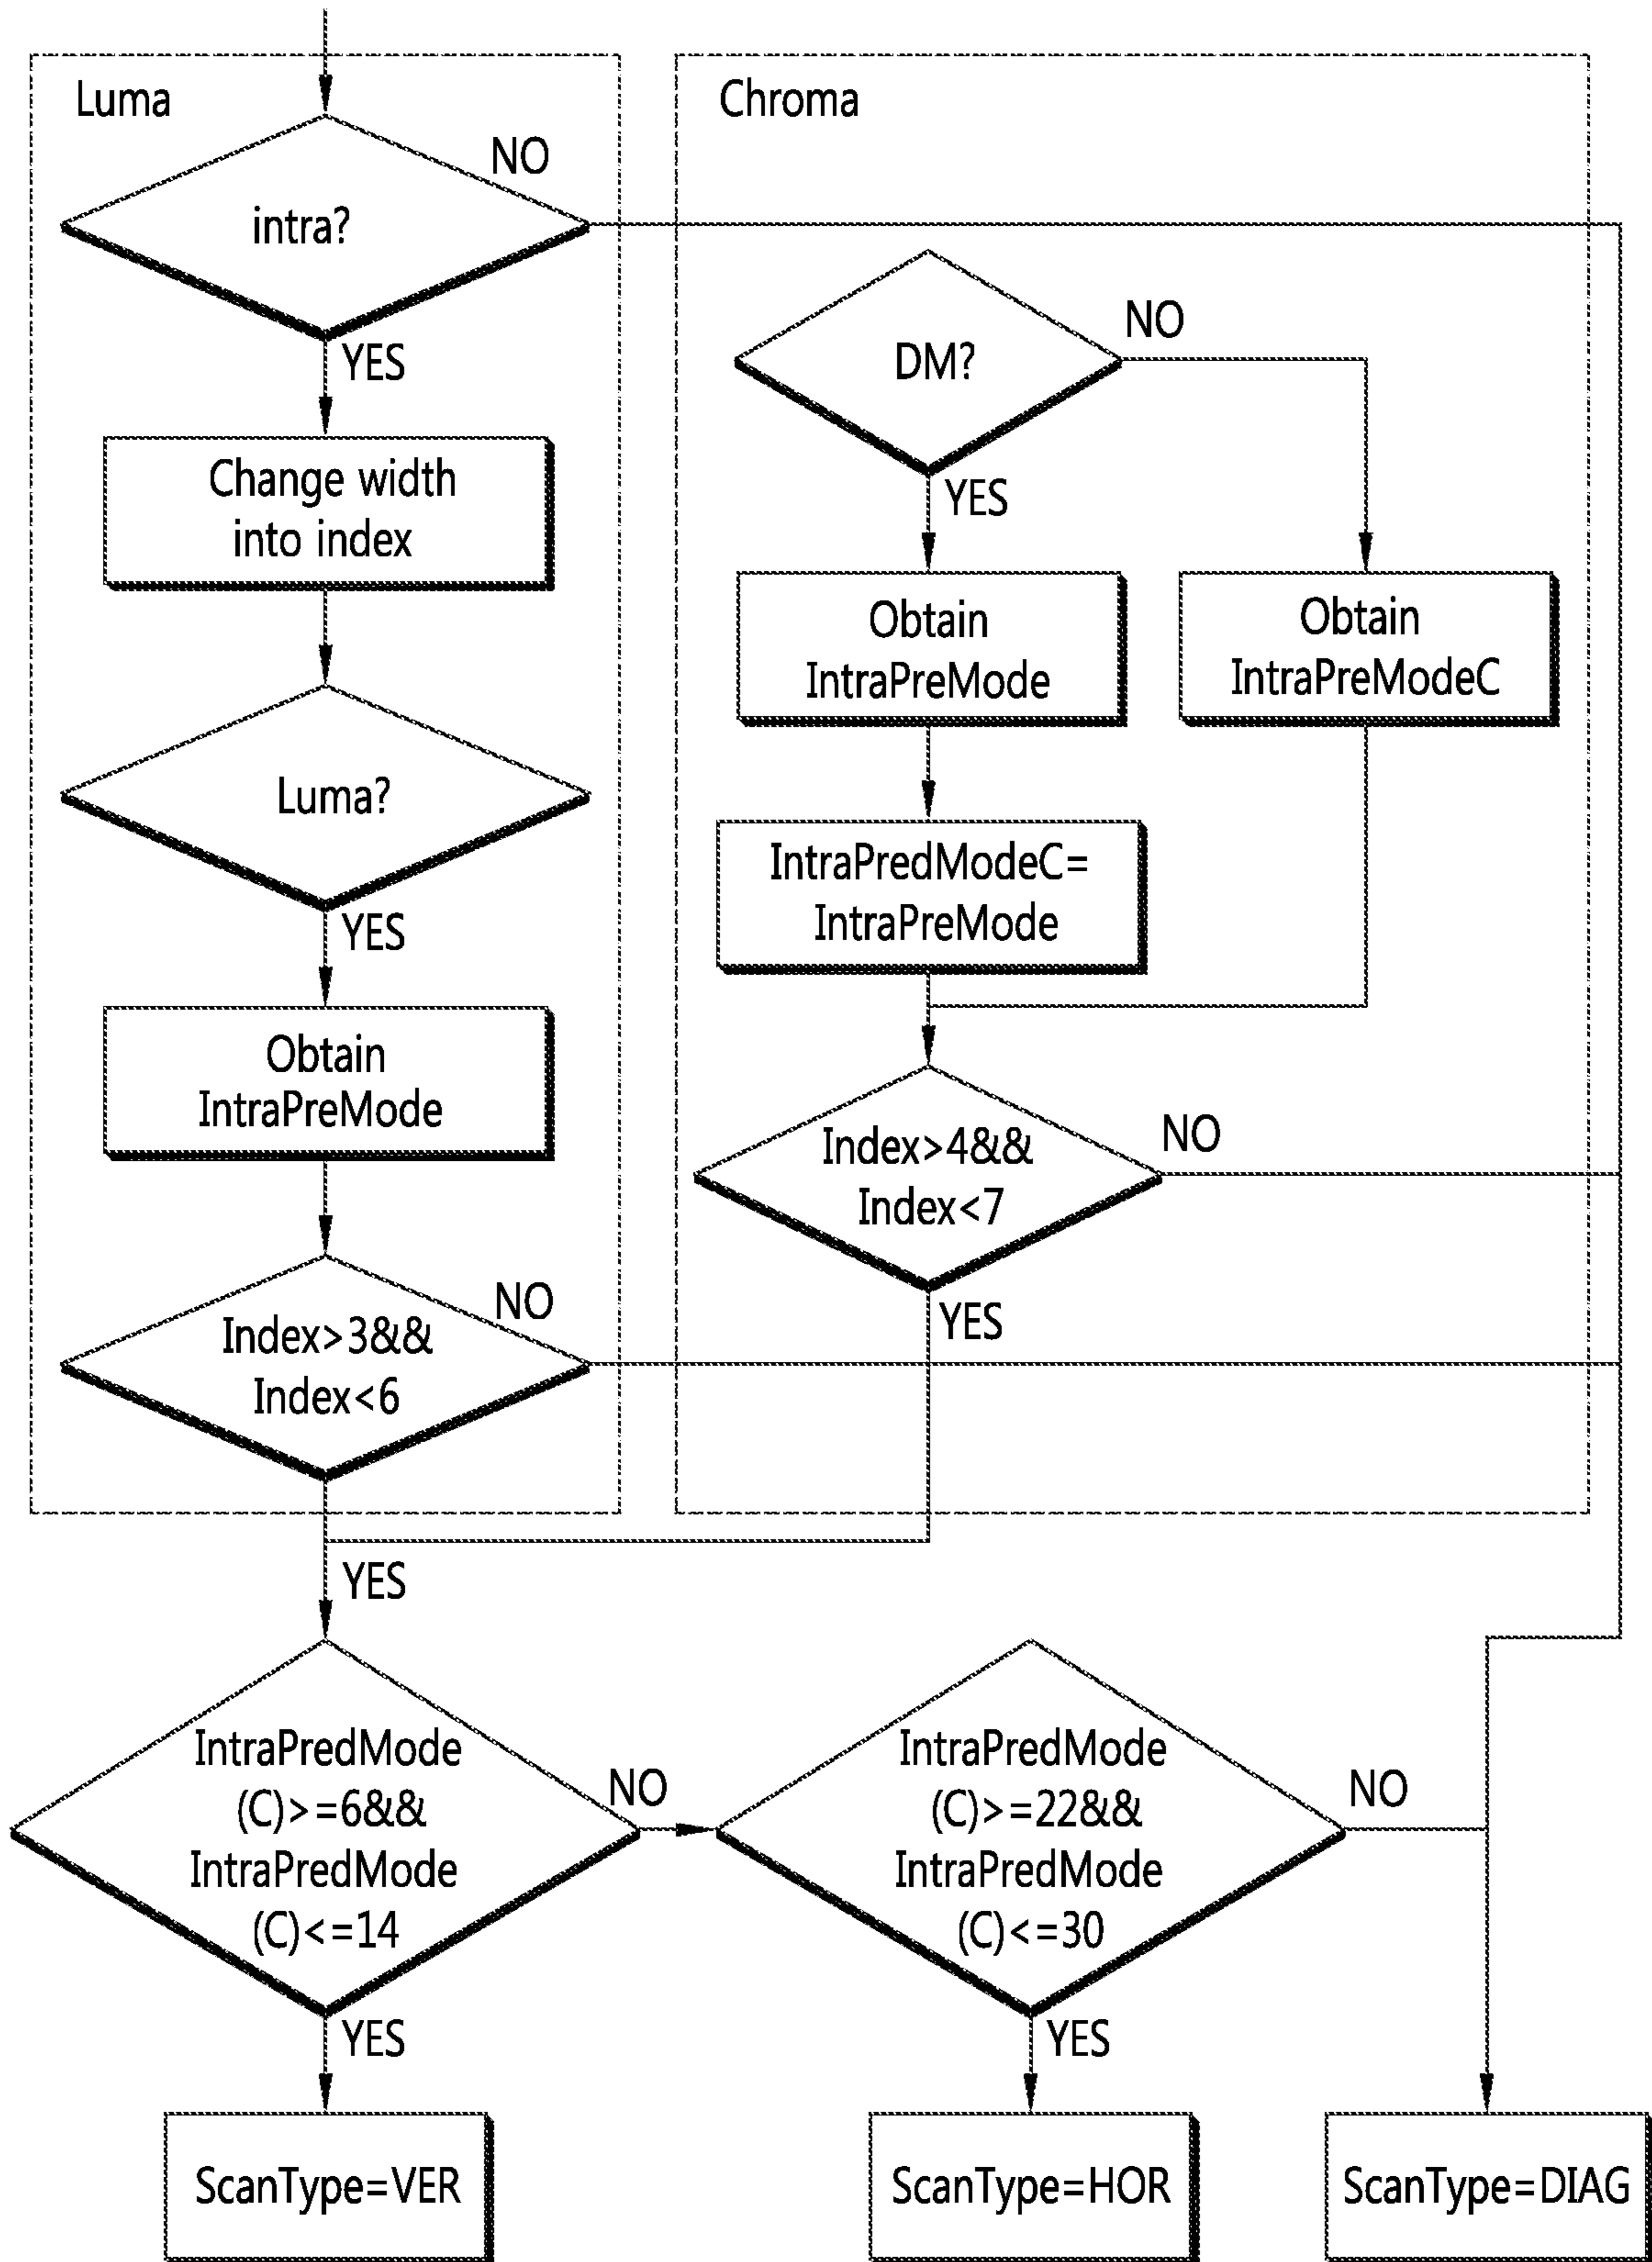 Luma
intra?
NO
YES
Change width
into index
Luma?
YES
Obtain
IntraPreMode
Index>3&&
Index<6
NO
Chroma
DM?
NO
YES
Obtain
IntraPreMode
Obtain
IntraPreModeC
IntraPredModeC=
IntraPreMode
Index>4&&
Index<7
NO
YES
YES
IntraPredMode
(C)>=6&&
IntraPredMode
(C)<=14
NO
YES
IntraPredMode
(C)>=22&&
IntraPredMode
(C)<=30
NO
YES
ScanType=VER
ScanType=HOR
ScanType=DIAG